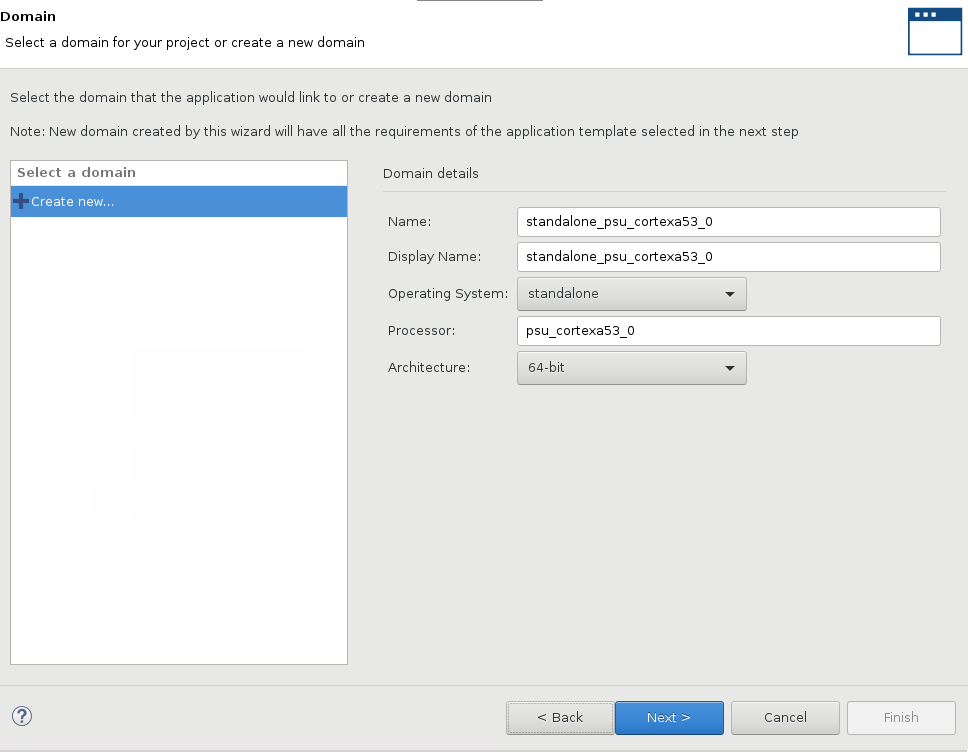 Domain
Select a domain for your project or create a new domain
Select the domain that the application would link to or create a new domain
Note: New domain created by this wizard will have all the requirements of the application template selected in the next step
Select a domain
Create new...
Domain details
Name: standalone_psu_cortexa53_0
Display Name: standalone_psu_cortexa53_0
Operating System: standalone
Processor: psu_cortexa53_0
Architecture: 64-bit
?
< Back Next > Cancel Finish